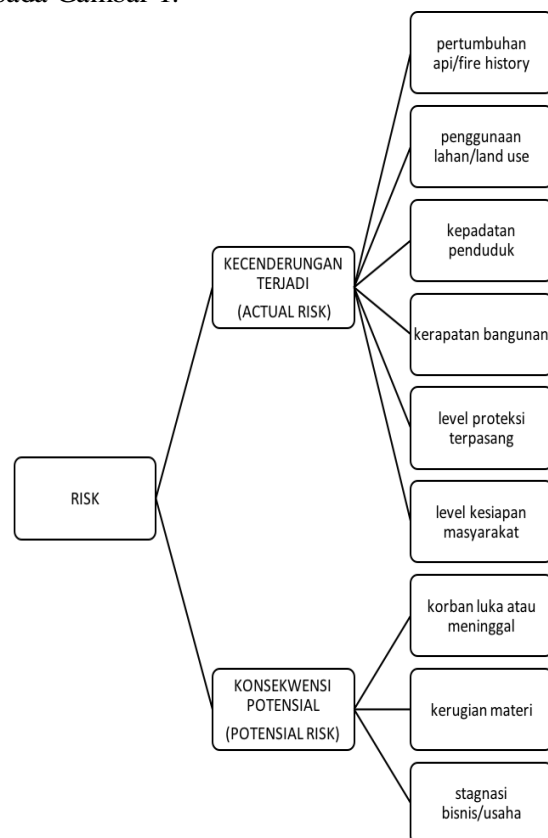 pada Gambar 1.
pertumbuhan
api/fire history
penggunaan
lahan/land use
kepadatan
penduduk
KECENDERUNGAN
TERJADI
(ACTUAL RISK)
kerapatan bangunan
level proteksi
terpasang
RISK
level kesiapan
masyarakat
korban luka atau
meninggal
KONSEKWENSI
POTENSIAL
(POTENSIAL RISK)
kerugian materi
stagnasi
bisnis/usaha